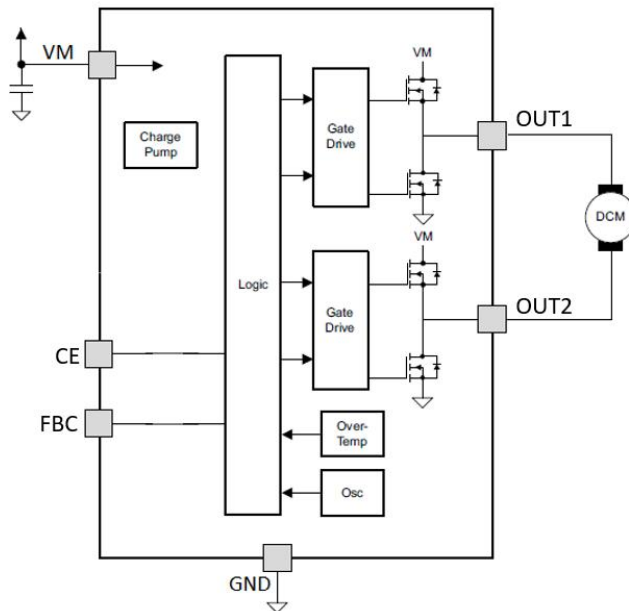 VM
Charge
Pump
CE
FBC
Logic
Gate
Drive
VM
Gate
Drive
VM
Over-
Temp
Osc
OUT1
OUT2
DCM
GND